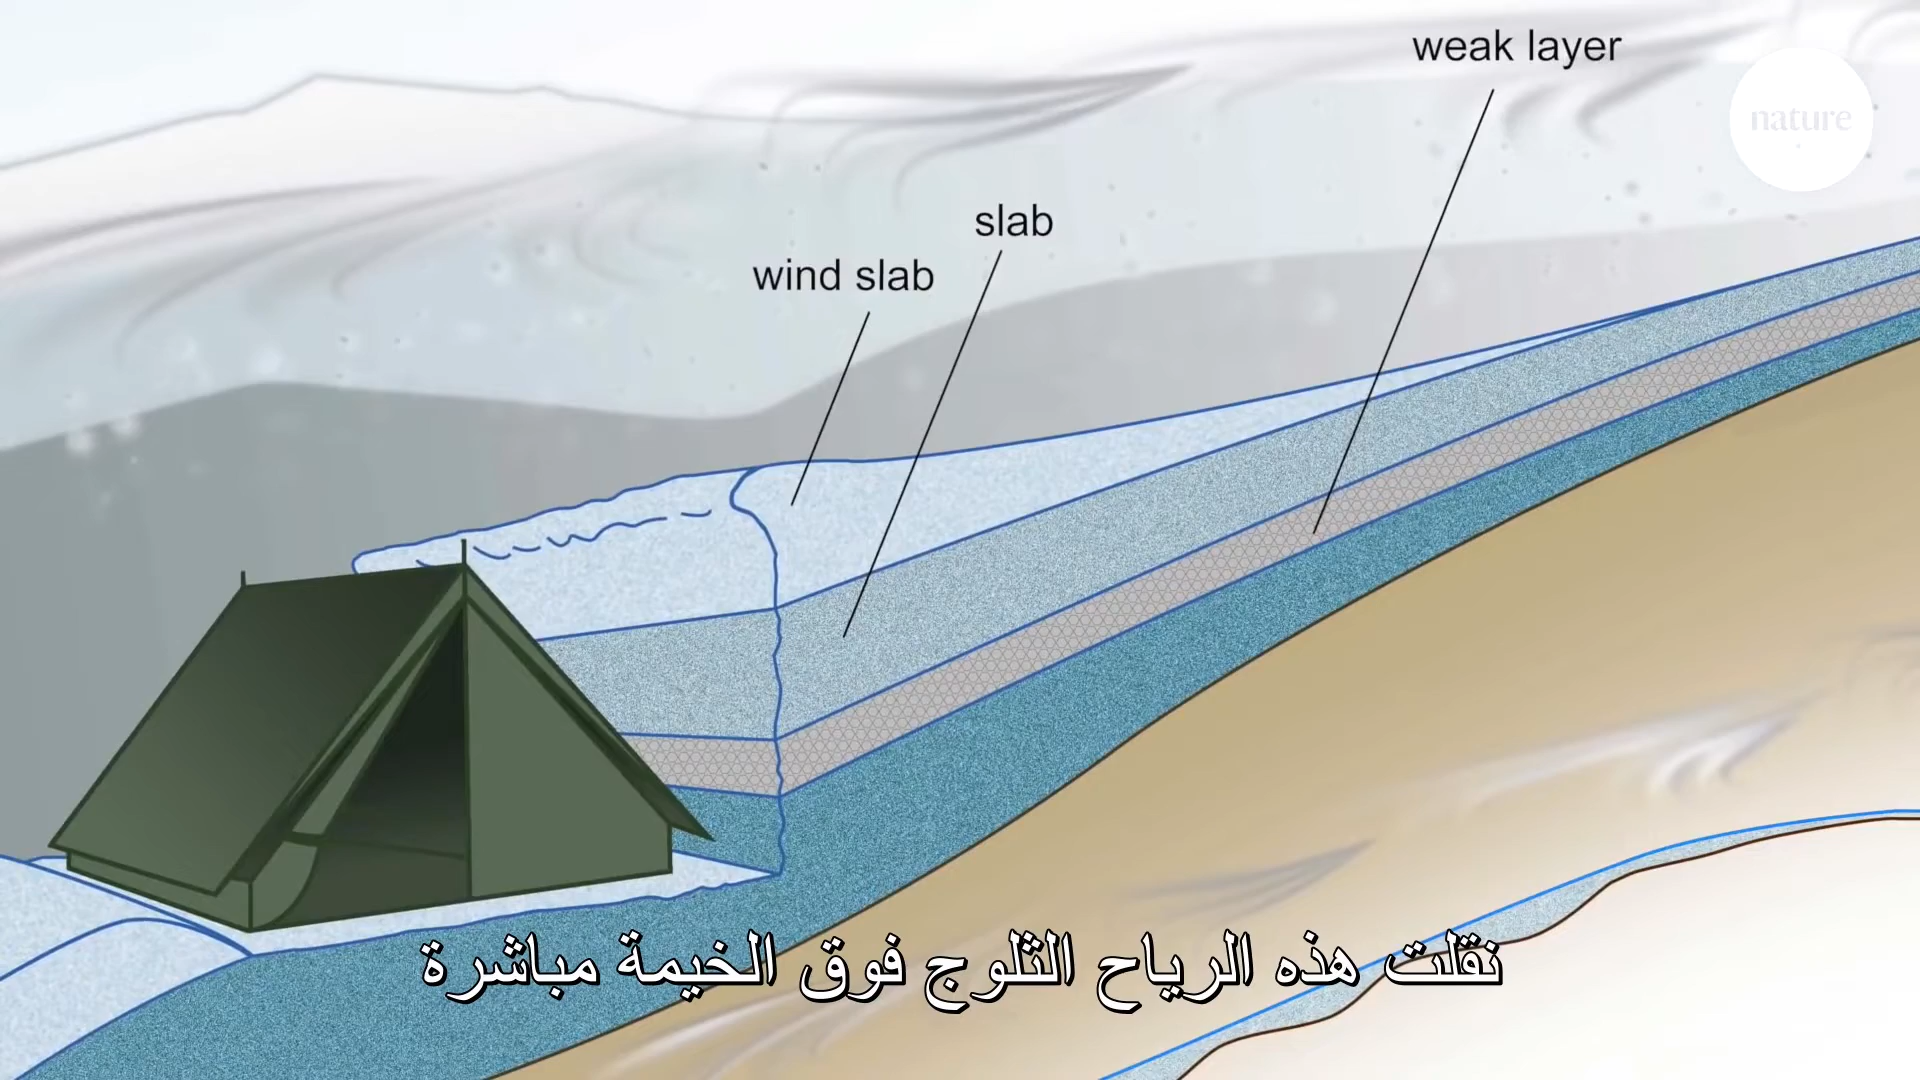 weak layer
nature
slab
wind slab
نقلت هذه الرياح الثلوج فوق الخيمة مباشرة